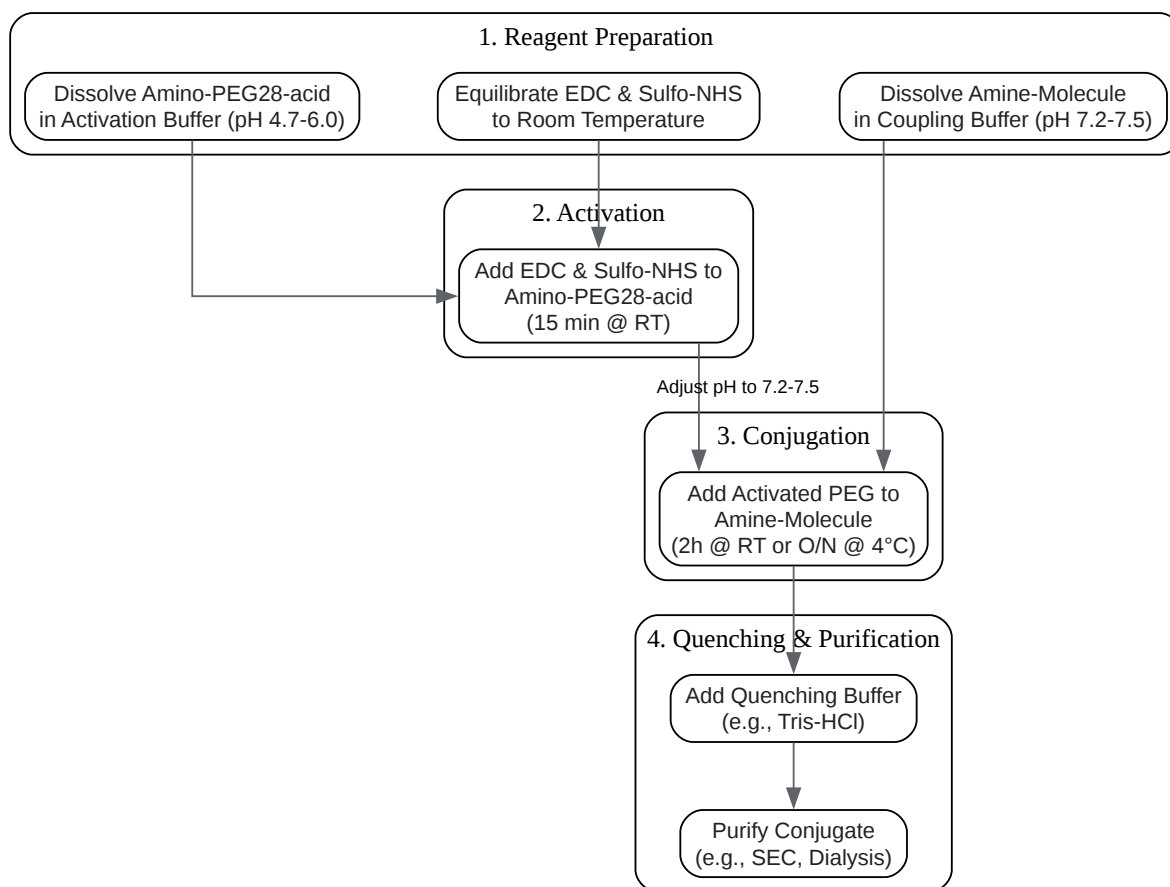 1. Reagent Preparation
Dissolve Amino-PEG28-acid
in Activation Buffer (pH 4.7-6.0)
Equilibrate EDC & Sulfo-NHS
to Room Temperature
Dissolve Amine-Molecule
in Coupling Buffer (pH 7.2-7.5)
2. Activation
Add EDC & Sulfo-NHS to
Amino-PEG28-acid
(15 min @ RT)
Adjust pH to 7.2-7.5
3. Conjugation
Add Activated PEG to
Amine-Molecule
(2h @ RT or O/N @ 4°C)
4. Quenching & Purification
Add Quenching Buffer
(e.g., Tris-HCl)
Purify Conjugate
(e.g., SEC, Dialysis)